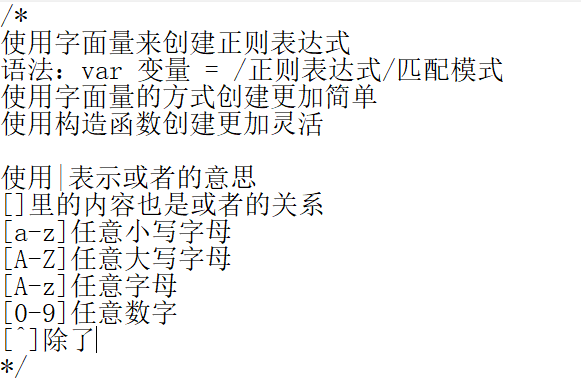 /*
使用字面量来创建正则表达式
语法：var 变量 = /正则表达式/匹配模式
使用字面量的方式创建更加简单
使用构造函数创建更加灵活
使用|表示或者的意思
[]里的内容也是或者的关系
[a-z]任意小写字母
[A-Z]任意大写字母
[A-z]任意字母
[0-9]任意数字
[^]除了
*/